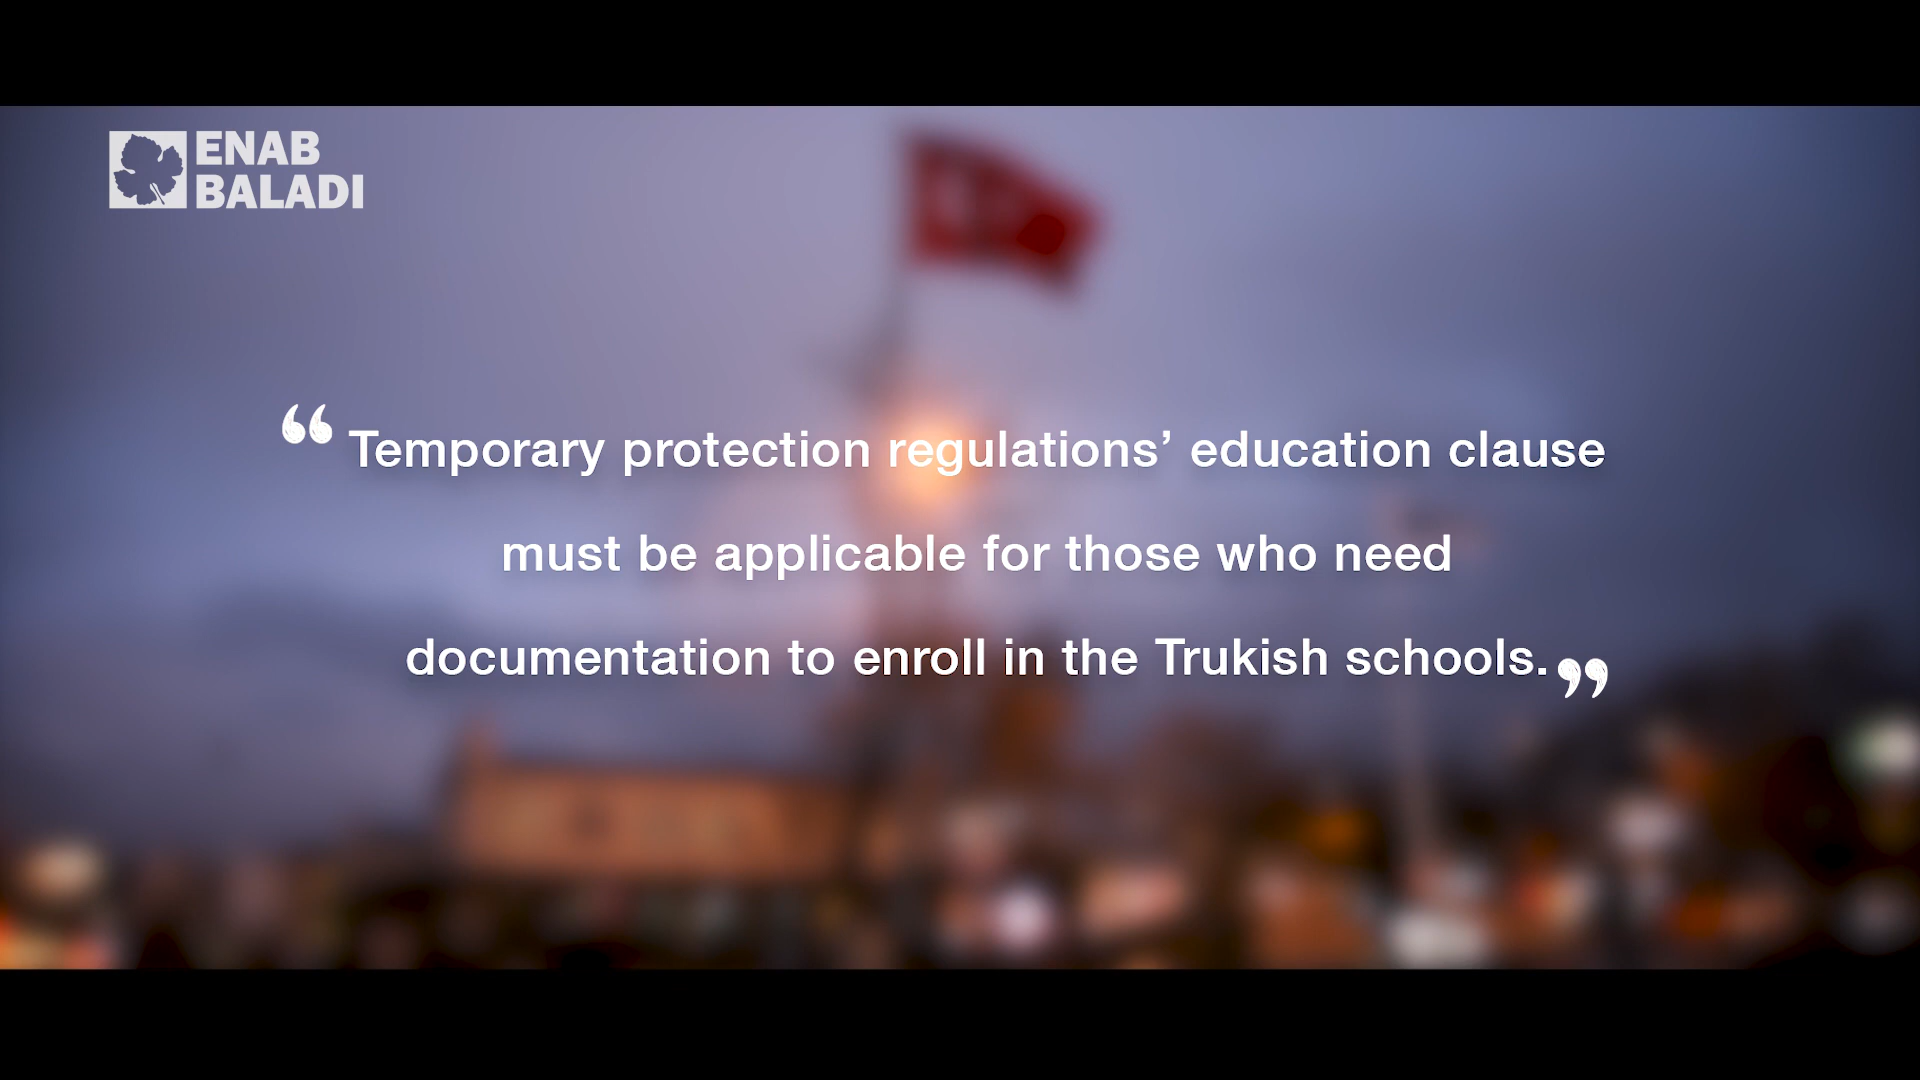 ENAB
BALADI
“Temporary protection regulations’ education clause
must be applicable for those who need
documentation to enroll in the Trukish schools.”